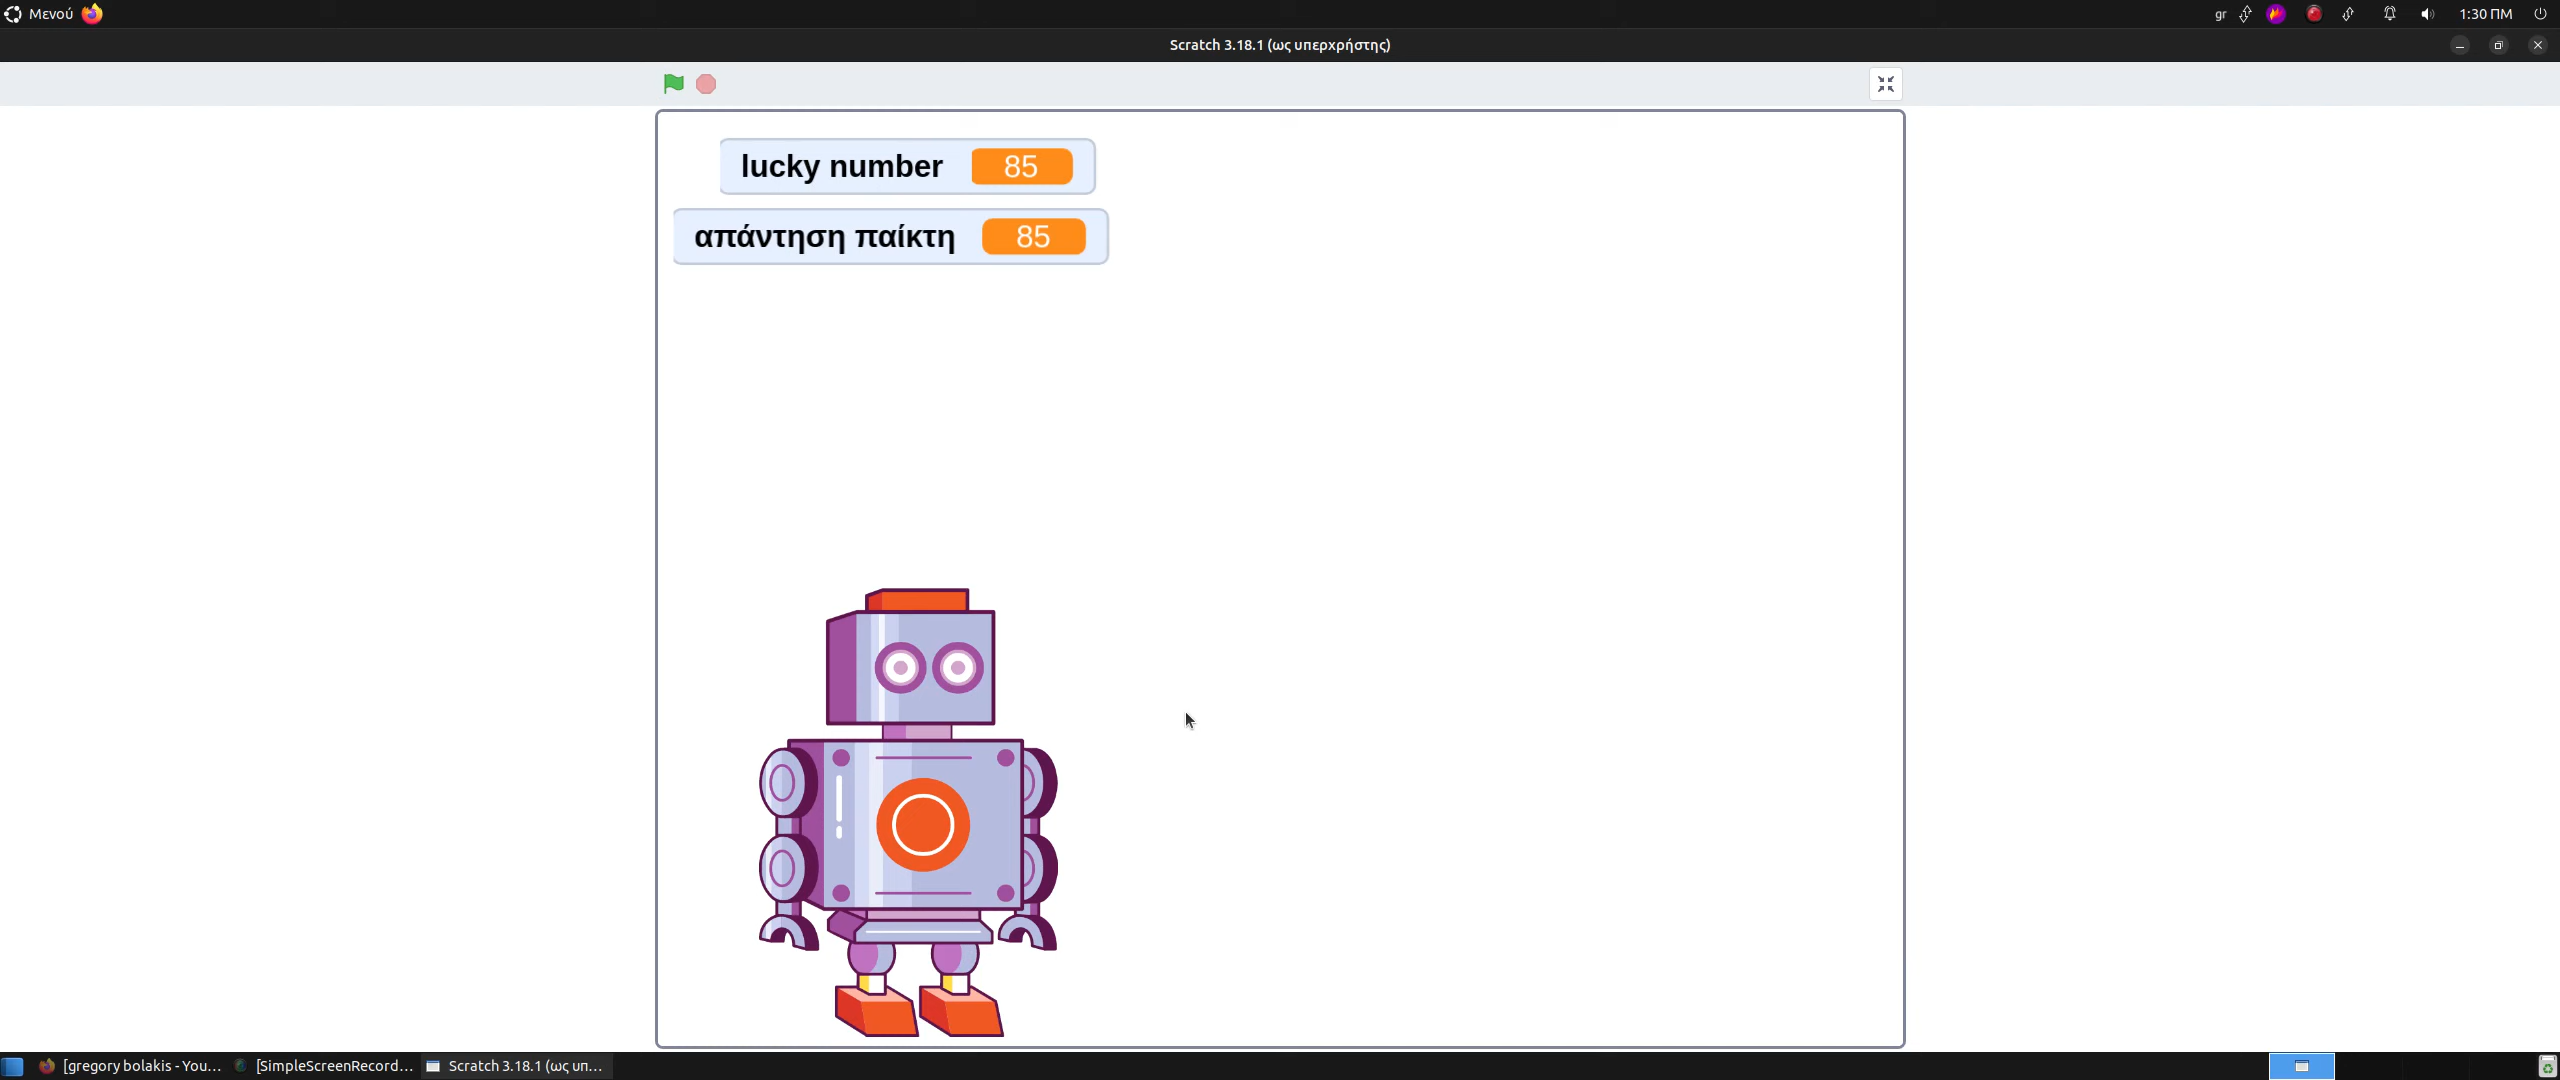 Μενού
gr
1:30 ΠΜ
Scratch 3.18.1 (ως υπερχρήστης)
lucky number 85
απάντηση παίκτη 85
[gregory bolakis - You...
[SimpleScreenRecord...
Scratch 3.18.1 (ως υπ...